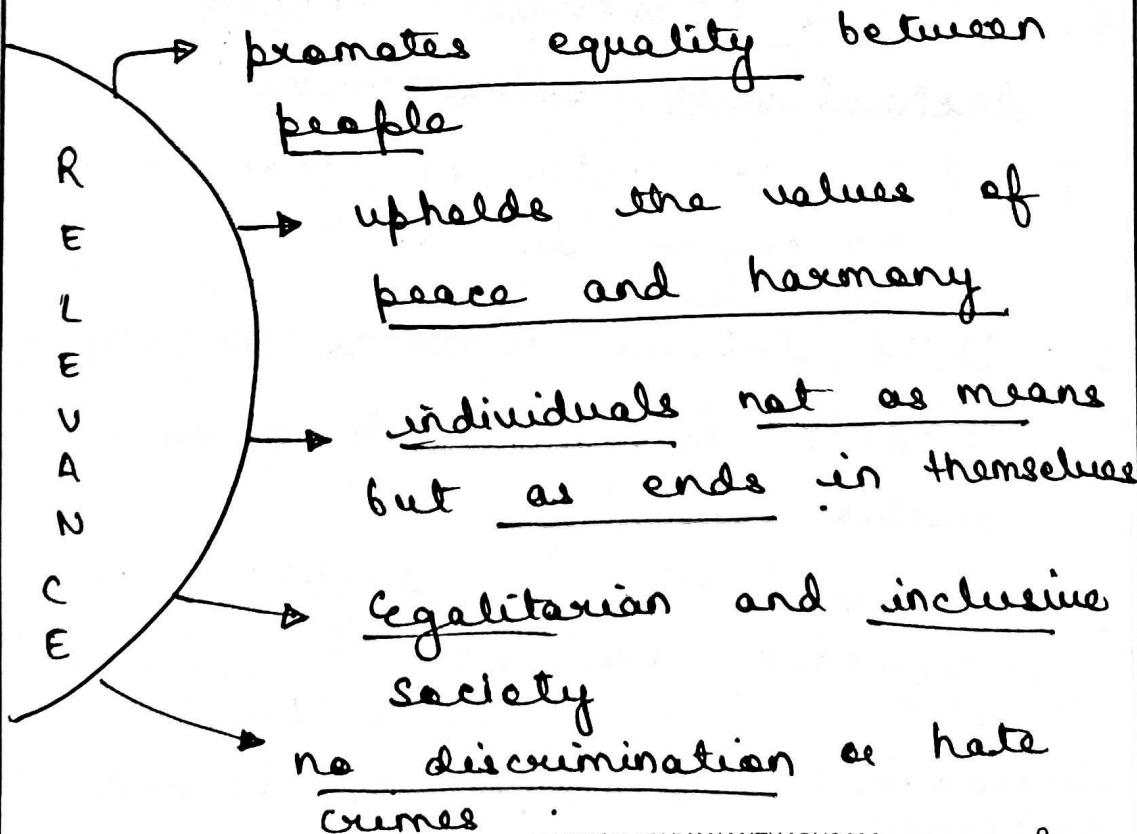 promotes equality between
people
upholds the values of
peace and harmony
individuals not as means
but as ends in themselves
egalitarian and inclusive
society
no discrimination or hate
crimes.
RELEVANCE